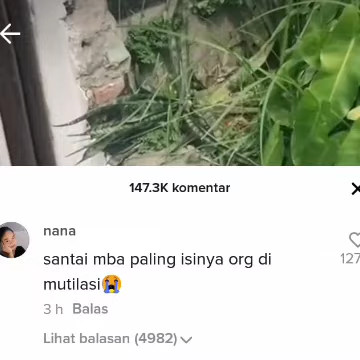 147.3K komentar
nana
santai mba paling isinya org di
mutilasi😭
127
3 h Balas
Lihat balasan (4982)